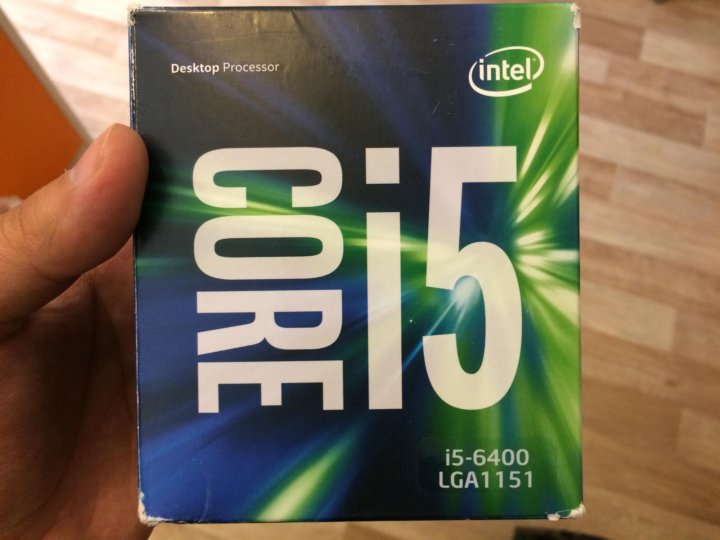 Desktop Processor
intel
CORE i5
i5-6400
LGA1151